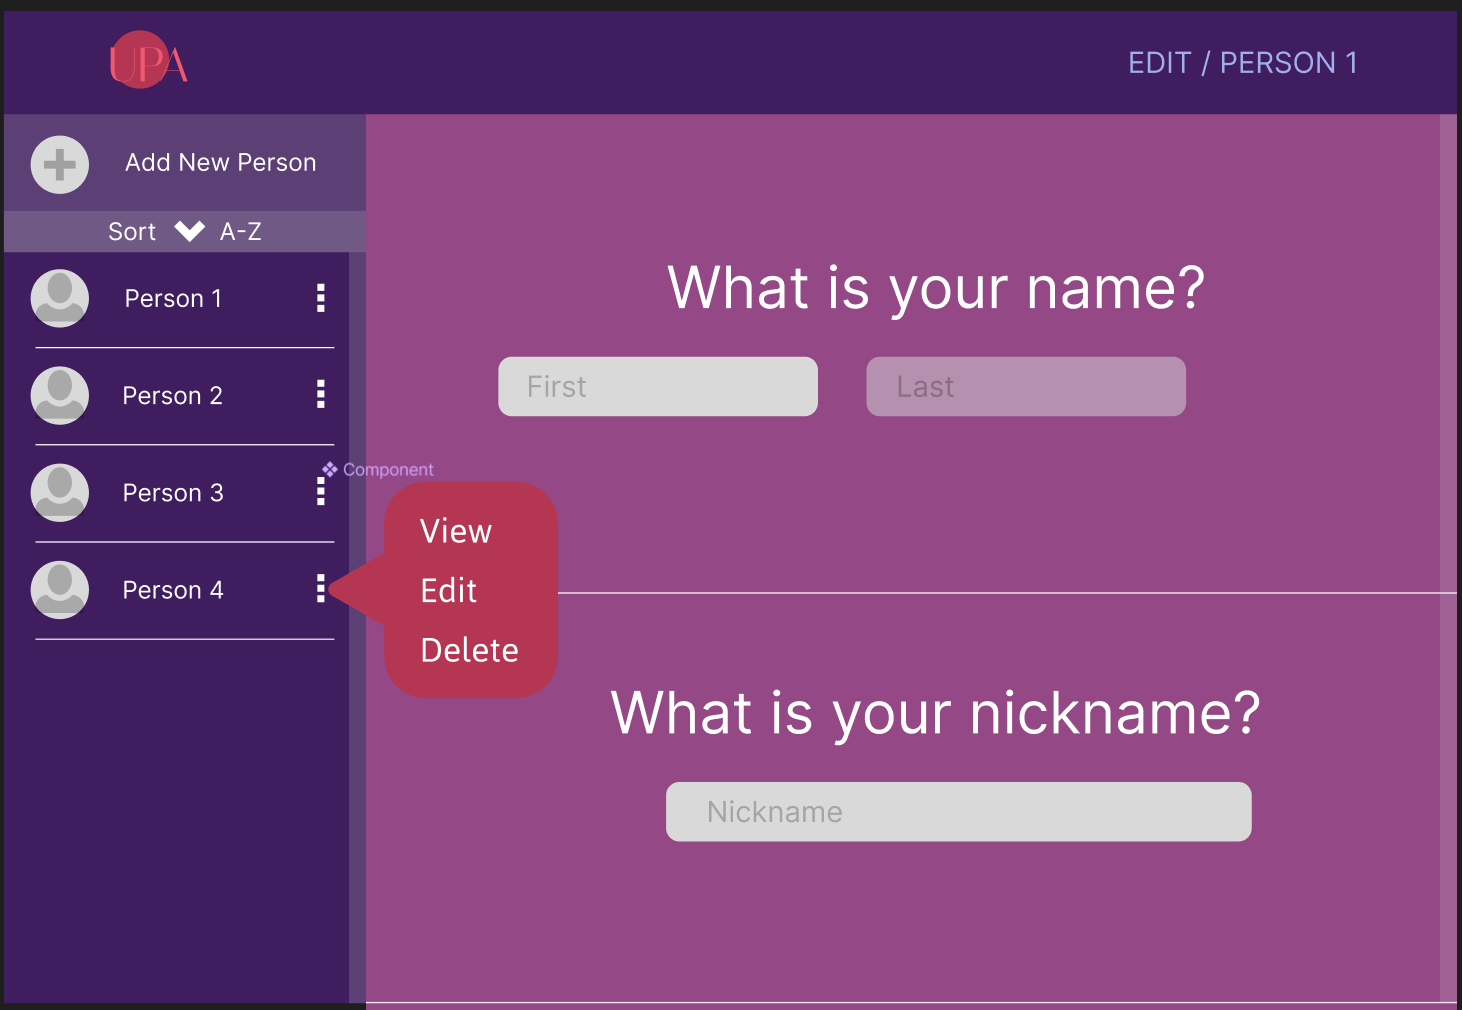 UPA
EDIT / PERSON 1
Add New Person
Sort A-Z
Person 1
Person 2
Person 3
Person 4
Component
View
Edit
Delete
What is your name?
First Last
What is your nickname?
Nickname